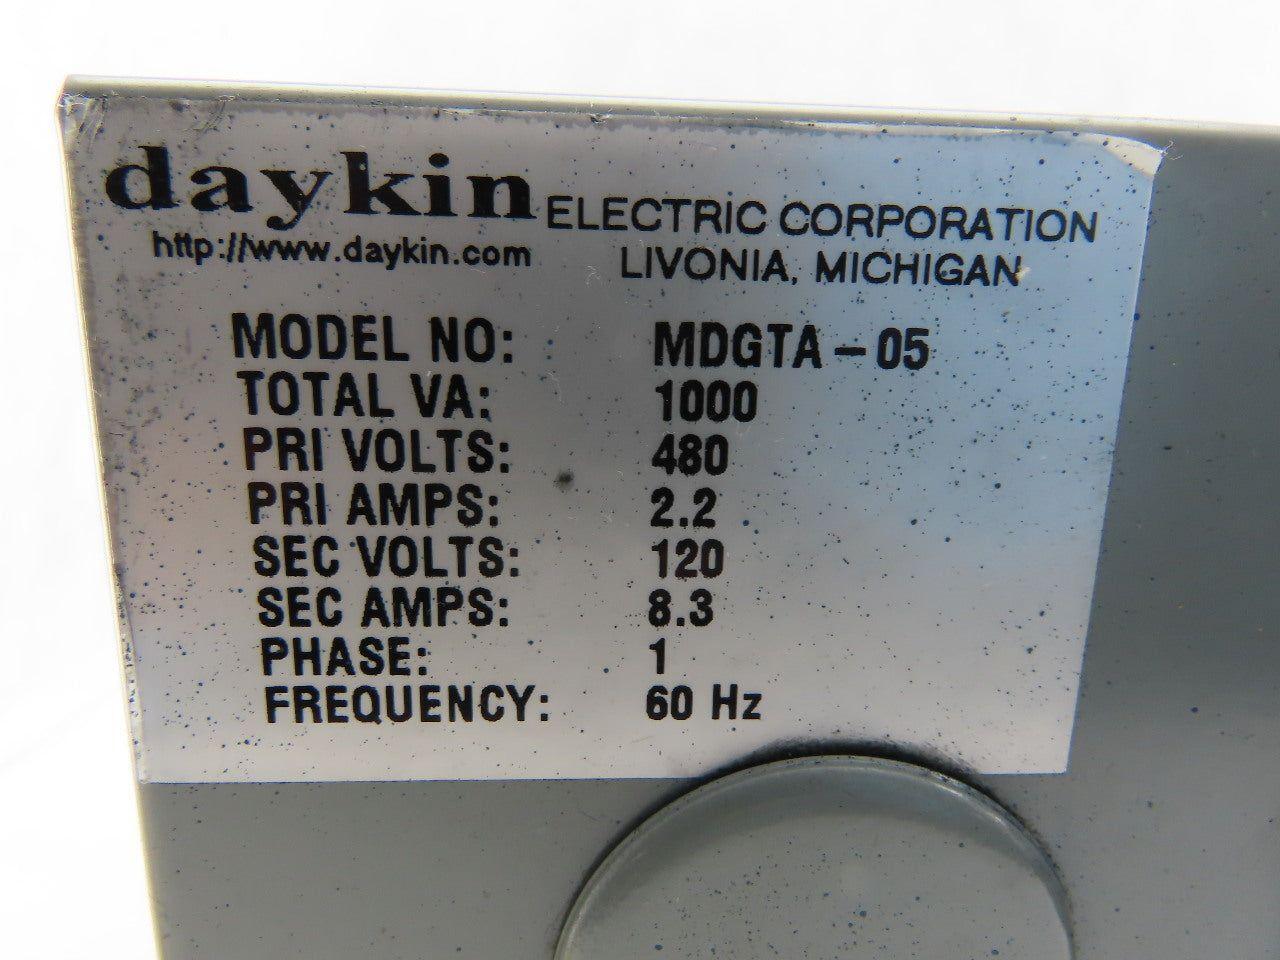 daykin ELECTRIC CORPORATION
http://www.daykin.com LIVONIA, MICHIGAN
MODEL NO: MDGTA-05
TOTAL VA: 1000
PRI VOLTS: 480
PRI AMPS: 2.2
SEC VOLTS: 120
SEC AMPS: 8.3
PHASE: 1
FREQUENCY: 60 Hz